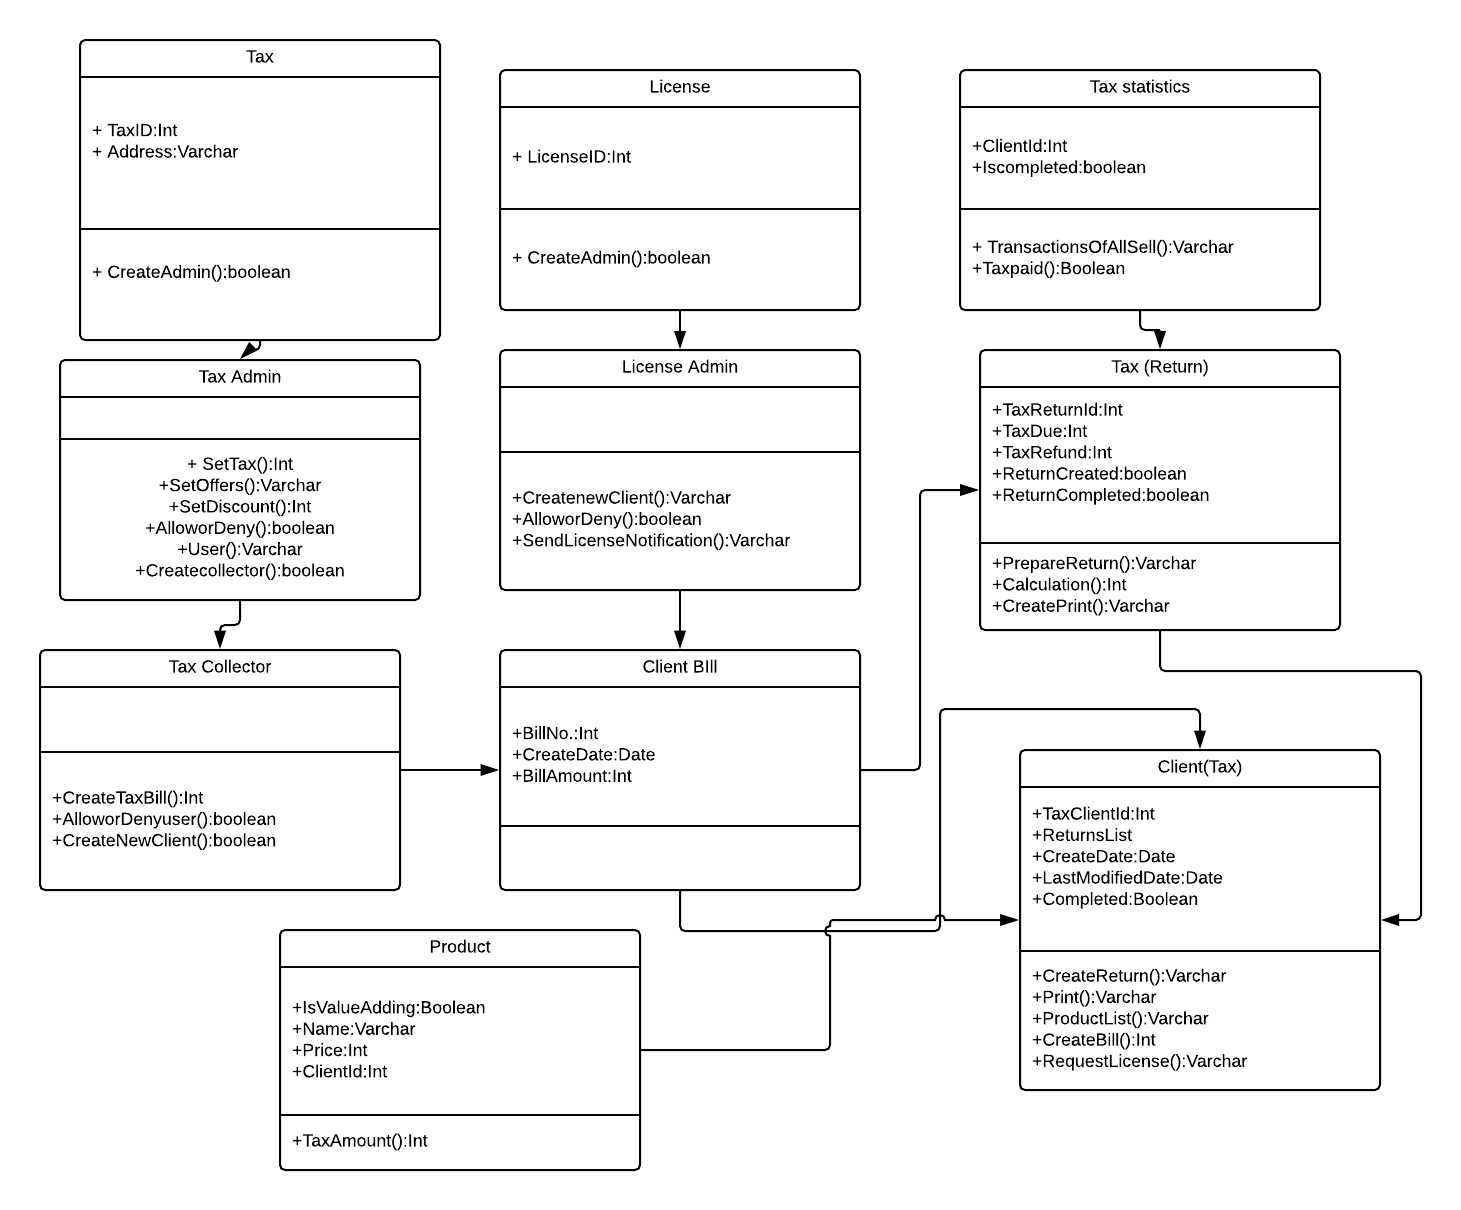 Tax
+ TaxID:Int
+ Address:Varchar
+ CreateAdmin():boolean
License
+ LicenseID:Int
+ CreateAdmin():boolean
Tax statistics
+ClientId:Int
+Iscompleted:boolean
+ TransactionsOfAllSell():Varchar
+Taxpaid():Boolean
Tax Admin
+ SetTax():Int
+SetOffers():Varchar
+SetDiscount():Int
+AlloworDeny():boolean
+User():Varchar
+Createcollector():boolean
License Admin
+CreatenewClient():Varchar
+AlloworDeny():boolean
+SendLicenseNotification():Varchar
Tax (Return)
+TaxReturnId:Int
+TaxDue:Int
+TaxRefund:Int
+ReturnCreated:boolean
+ReturnCompleted:boolean
+PrepareReturn():Varchar
+Calculation():Int
+CreatePrint():Varchar
Tax Collector
+CreateTaxBill():Int
+AlloworDenyuser():boolean
+CreateNewClient():boolean
Client BIll
+BillNo.:Int
+CreateDate:Date
+BillAmount:Int
Client(Tax)
+TaxClientId:Int
+ReturnsList
+CreateDate:Date
+LastModifiedDate:Date
+Completed:Boolean
+CreateReturn():Varchar
+Print():Varchar
+ProductList():Varchar
+CreateBill():Int
+RequestLicense():Varchar
Product
+IsValueAdding:Boolean
+Name:Varchar
+Price:Int
+ClientId:Int
+TaxAmount():Int